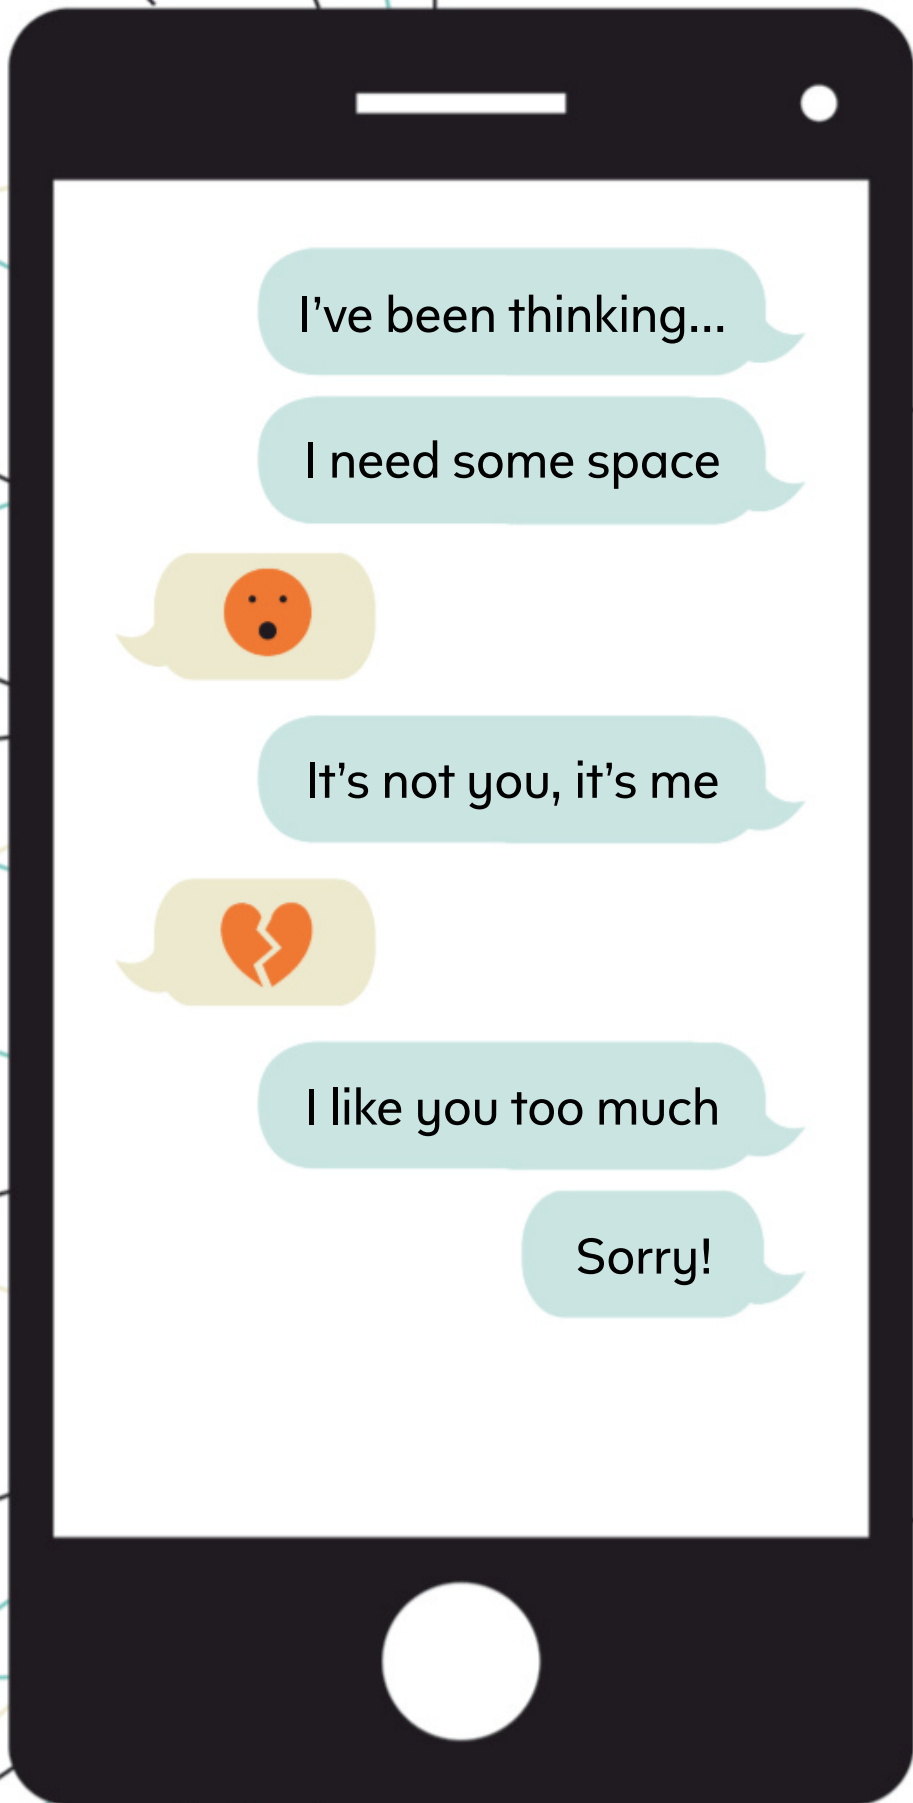 I’ve been thinking...
I need some space
It’s not you, it’s me
I like you too much
Sorry!